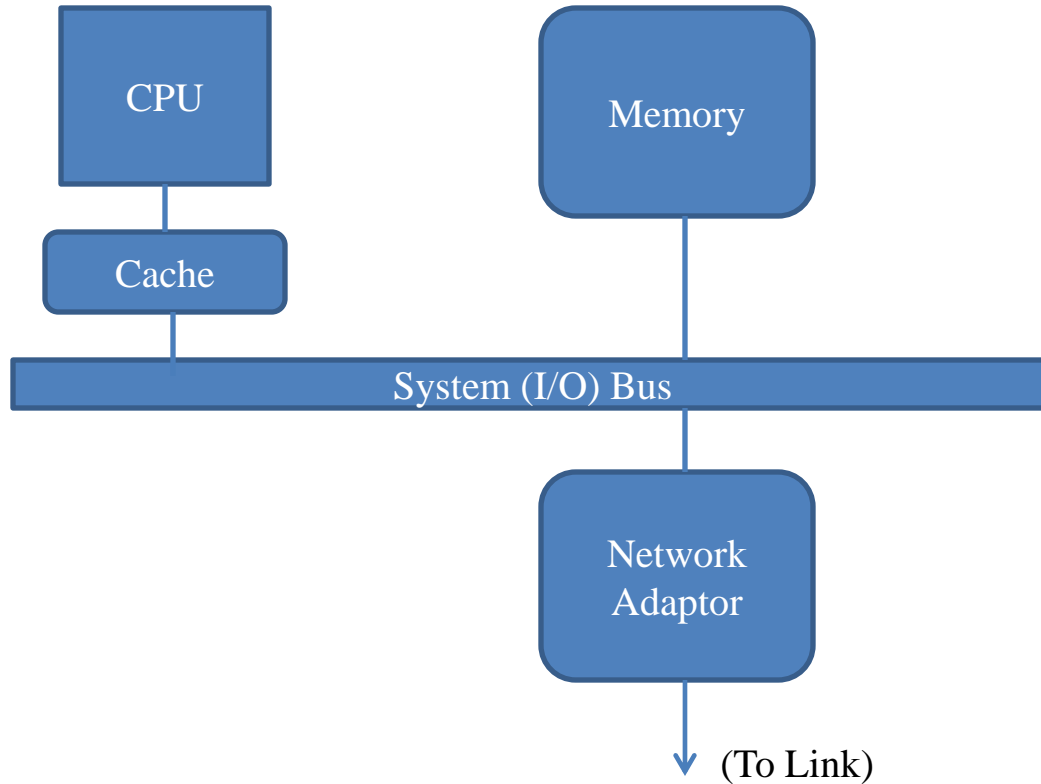 CPU
Memory
Cache
System (I/O) Bus
Network
Adaptor
(To Link)